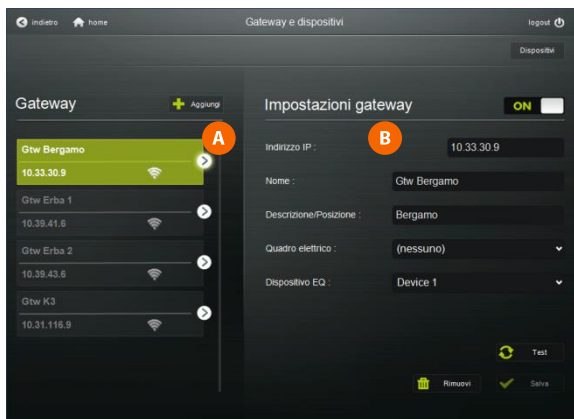 indietro home Gateway e dispositivi logout
Dispositivi
Gateway Aggiungi Impostazioni gateway ON
A
B
Indirizzo IP : 10.33.30.9
Gtw Bergamo
10.33.30.9
Nome : Gtw Bergamo
Gtw Erba 1
10.39.41.6
Descrizione/Posizione : Bergamo
Gtw Erba 2
10.39.43.6
Quadro elettrico : (nessuno)
Dispositivo EQ : Device 1
Gtw K3
10.31.116.9
Test
Rimuovi Salva